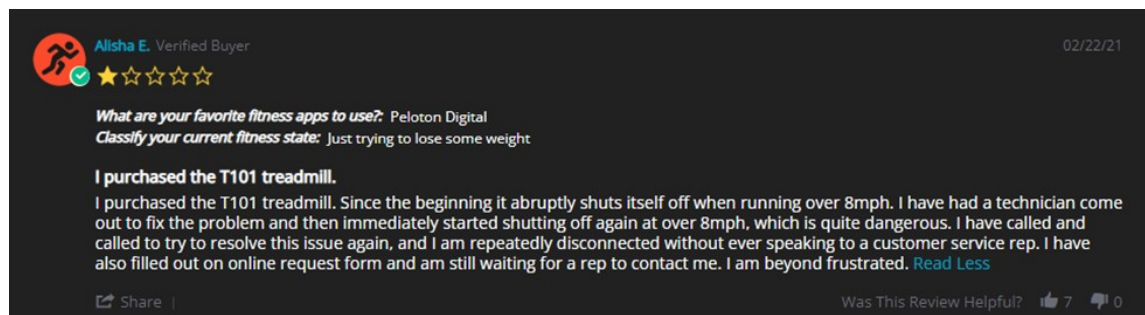 Alisha E. Verified Buyer 02/22/21
What are your favorite fitness apps to use?: Peloton Digital
Classify your current fitness state: Just trying to lose some weight
I purchased the T101 treadmill.
I purchased the T101 treadmill. Since the beginning it abruptly shuts itself off when running over 8mph. I have had a technician come
out to fix the problem and then immediately started shutting off again at over 8mph, which is quite dangerous. I have called and
called to try to resolve this issue again, and I am repeatedly disconnected without ever speaking to a customer service rep. I have
also filled out on online request form and am still waiting for a rep to contact me. I am beyond frustrated. Read Less
Share | Was This Review Helpful? 7 0